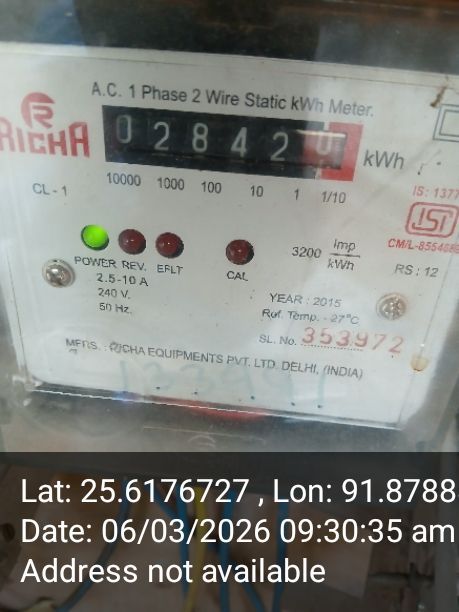 A.C. 1 Phase 2 Wire Static kWh Meter.
RICHA
0 2 8 4 2 kWh
CL - 1 10000 1000 100 10 1 1/10
IS : 1377
ISI
3200 Imp/kWh
POWER REV. EFLT CAL
RS : 12
2.5-10 A
240 V.
50 Hz.
YEAR : 2015
Ref. Temp. - 27°C
SL. No. 353972
MFRS. : RICHA EQUIPMENTS PVT. LTD. DELHI, (INDIA)
Lat: 25.6176727 , Lon: 91.8788
Date: 06/03/2026 09:30:35 am
Address not available